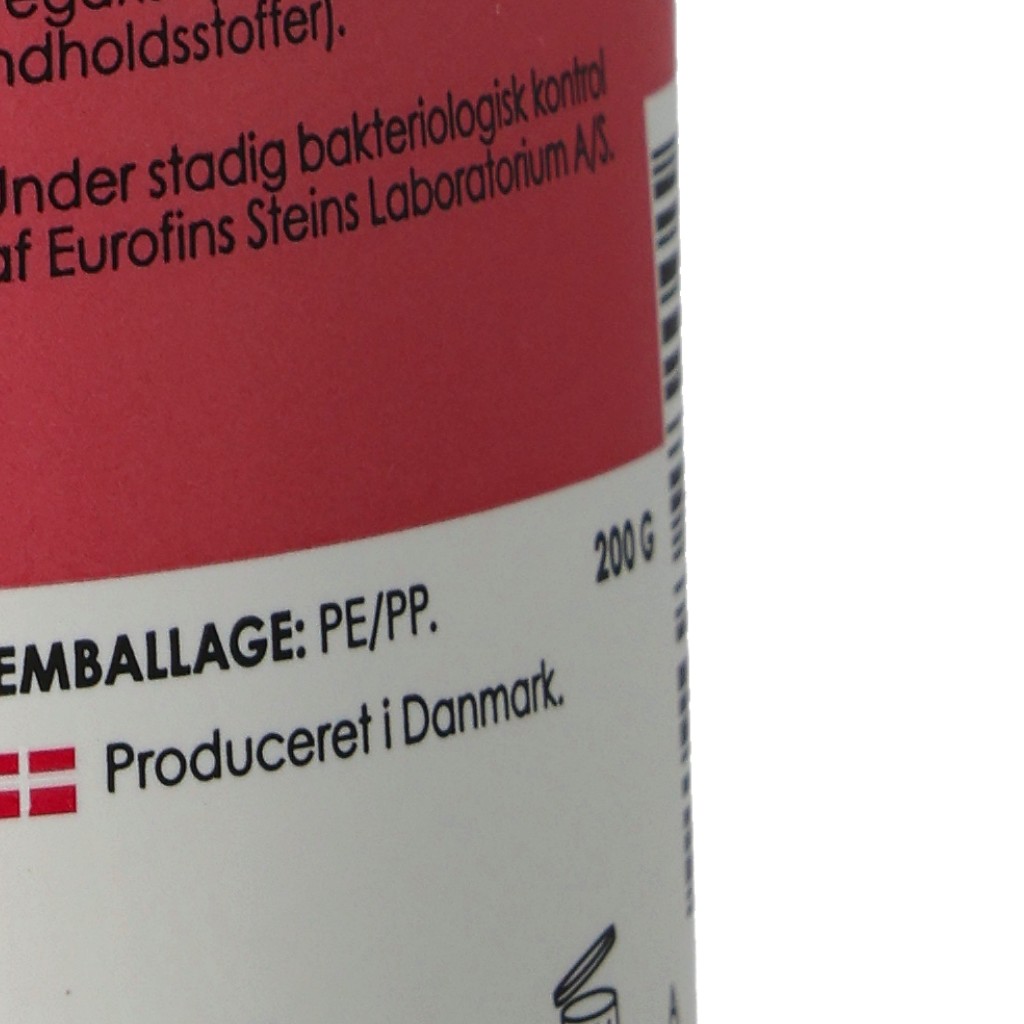 ndholdsstoffer).
Under stadig bakteriologisk kontrol
af Eurofins Steins Laboratorium A/S.
200 G
EMBALLAGE: PE/PP.
Produceret i Danmark.